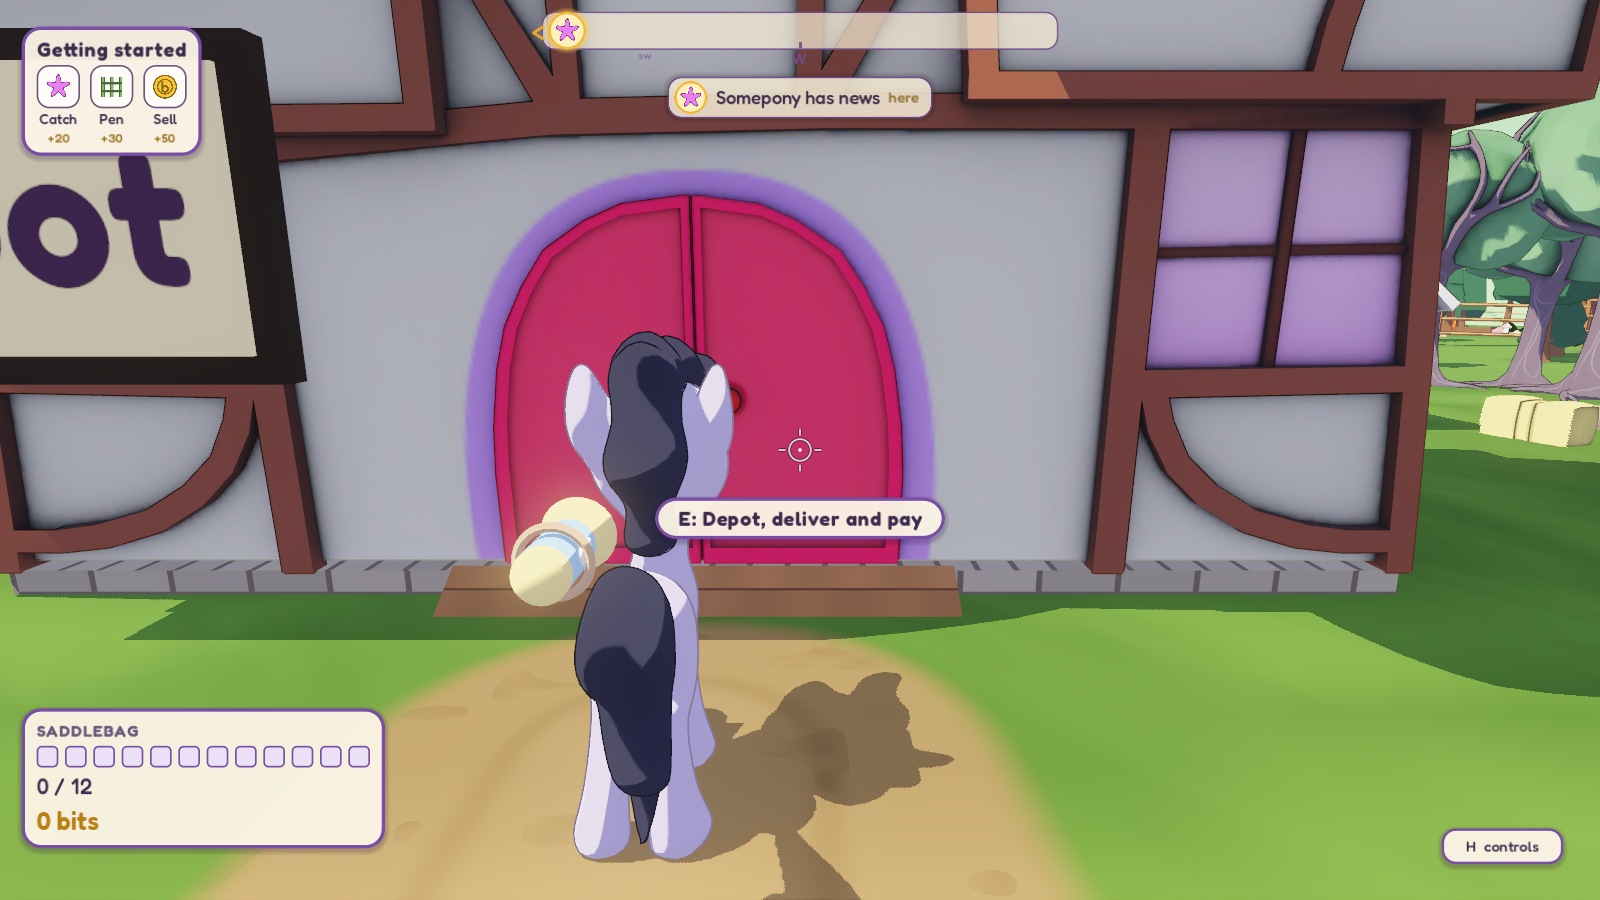 Getting started
Catch Pen Sell
+20 +30 +50
SW W
Somepony has news here
ot
E: Depot, deliver and pay
SADDLEBAG
0 / 12
0 bits
H controls